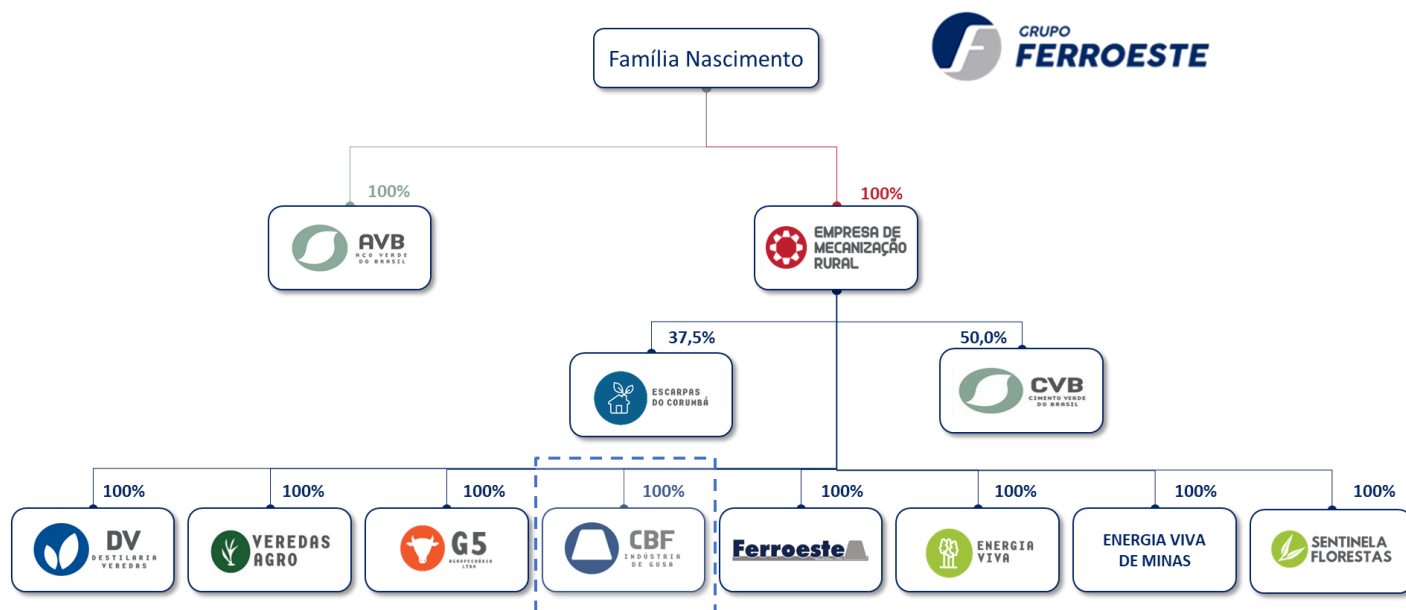 GRUPO
FERROESTE
Família Nascimento
100%
100%
AVB
AÇO VERDE
DO BRASIL
EMPRESA DE
MECANIZAÇÃO
RURAL
37,5%
50,0%
ESCARPAS
DO CORUMBÁ
CVB
CIMENTO VERDE
DO BRASIL
100%
100%
100%
100%
100%
100%
100%
100%
DV
DESTILARIA
VEREDAS
VEREDAS
AGRO
G5
AGROPECUÁRIA
LTDA
CBF
INDÚSTRIA
DE GUSA
Ferroeste
ENERGIA
VIVA
ENERGIA VIVA
DE MINAS
SENTINELA
FLORESTAS